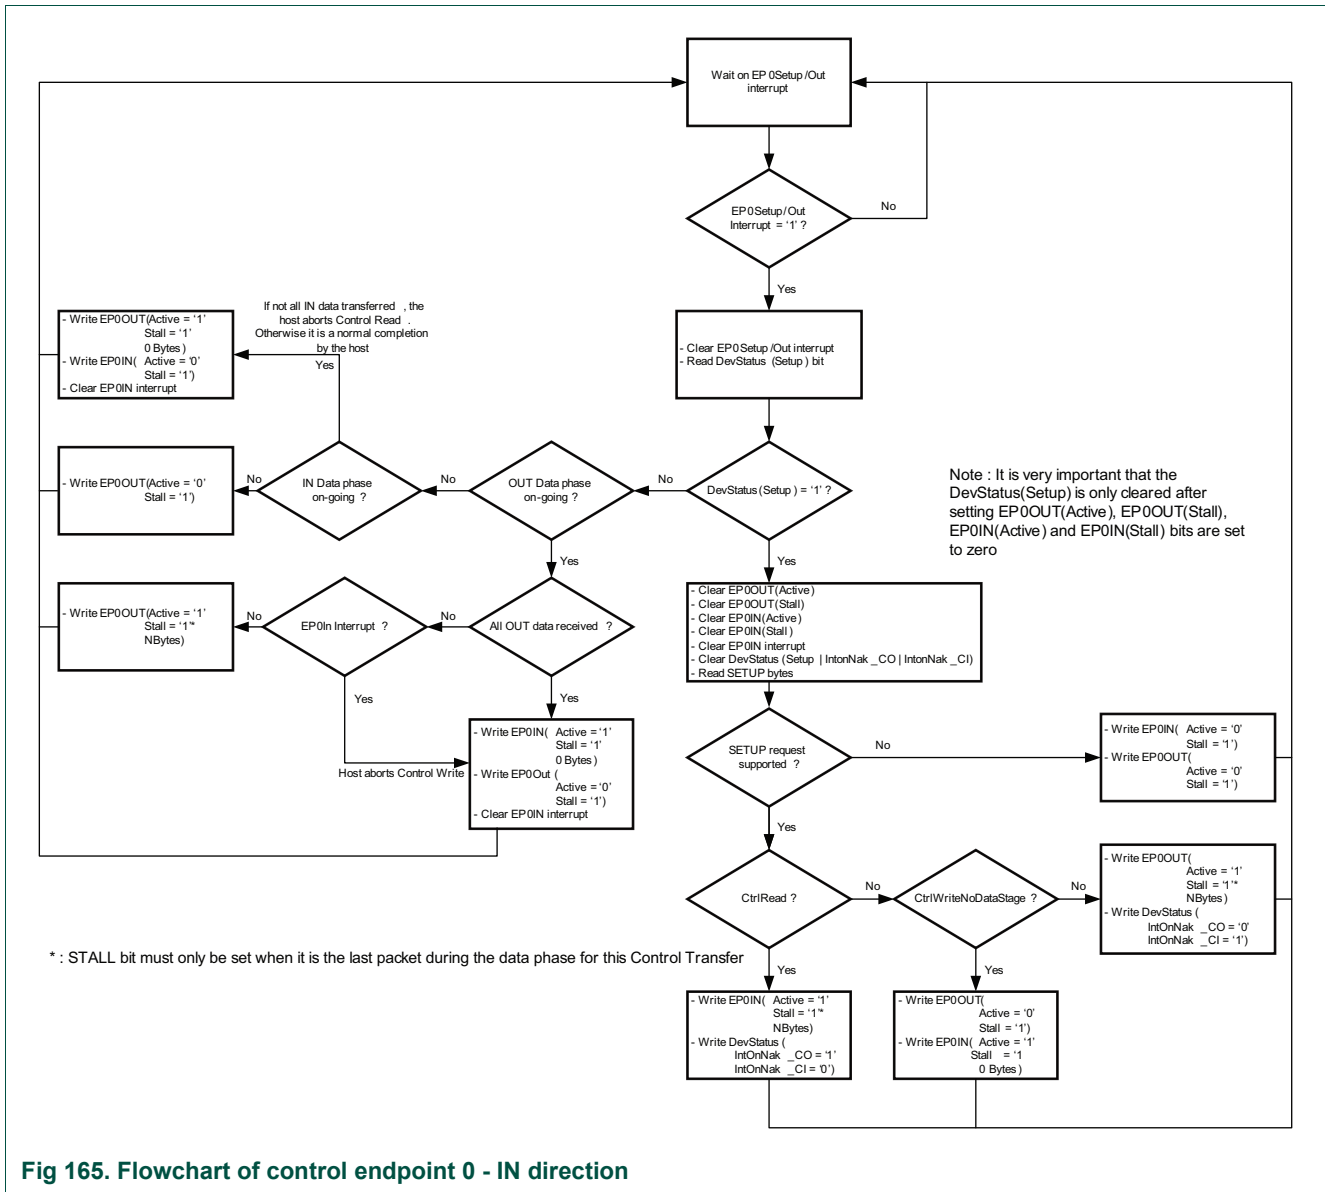 Wait on EP 0Setup /Out
interrupt
EP0Setup/Out
Interrupt = ‘1’ ?
No
Yes
- Clear EP0Setup /Out interrupt
- Read DevStatus (Setup ) bit
If not all IN data transferred , the
host aborts Control Read .
Otherwise it is a normal completion
by the host
Yes
- Write EP0OUT(Active = ‘1’
Stall = ‘1’
0 Bytes )
- Write EP0IN( Active = ‘0’
Stall = ‘1’)
- Clear EP0IN interrupt
- Write EP0OUT(Active = ‘0’
Stall = ‘1’)
No
IN Data phase
on-going ?
No
OUT Data phase
on-going ?
No
DevStatus (Setup ) = ‘1’ ?
Note : It is very important that the
DevStatus(Setup) is only cleared after
setting EP0OUT(Active), EP0OUT(Stall),
EP0IN(Active) and EP0IN(Stall) bits are set
to zero
Yes
Yes
- Write EP0OUT(Active = ‘1’
Stall = ‘1’*
NBytes)
No
EP0In Interrupt ?
No
All OUT data received ?
- Clear EP0OUT(Active)
- Clear EP0OUT(Stall)
- Clear EP0IN(Active)
- Clear EP0IN(Stall)
- Clear EP0IN interrupt
- Clear DevStatus (Setup | IntonNak _CO | IntonNak _CI)
- Read SETUP bytes
Yes
Yes
Host aborts Control Write
- Write EP0IN( Active = ‘1’
Stall = ‘1’
0 Bytes )
- Write EP0Out (
Active = ‘0’
Stall = ‘1’)
- Clear EP0IN interrupt
SETUP request
supported ?
No
- Write EP0IN( Active = ‘0’
Stall = ‘1’)
- Write EP0OUT(
Active = ‘0’
Stall = ‘1’)
Yes
CtrlRead ?
No
CtrlWriteNoDataStage ?
No
- Write EP0OUT(
Active = ‘1’
Stall = ‘1’*
NBytes)
- Write DevStatus (
IntOnNak _CO = ‘0’
IntOnNak _CI = ‘1’)
* : STALL bit must only be set when it is the last packet during the data phase for this Control Transfer
Yes
Yes
- Write EP0IN( Active = ‘1’
Stall = ‘1’*
NBytes)
- Write DevStatus (
IntOnNak _CO = ‘1’
IntOnNak _CI = ‘0’)
- Write EP0OUT(
Active = ‘0’
Stall = ‘1’)
- Write EP0IN( Active = ‘1’
Stall = ‘1
0 Bytes )
Fig 165. Flowchart of control endpoint 0 - IN direction